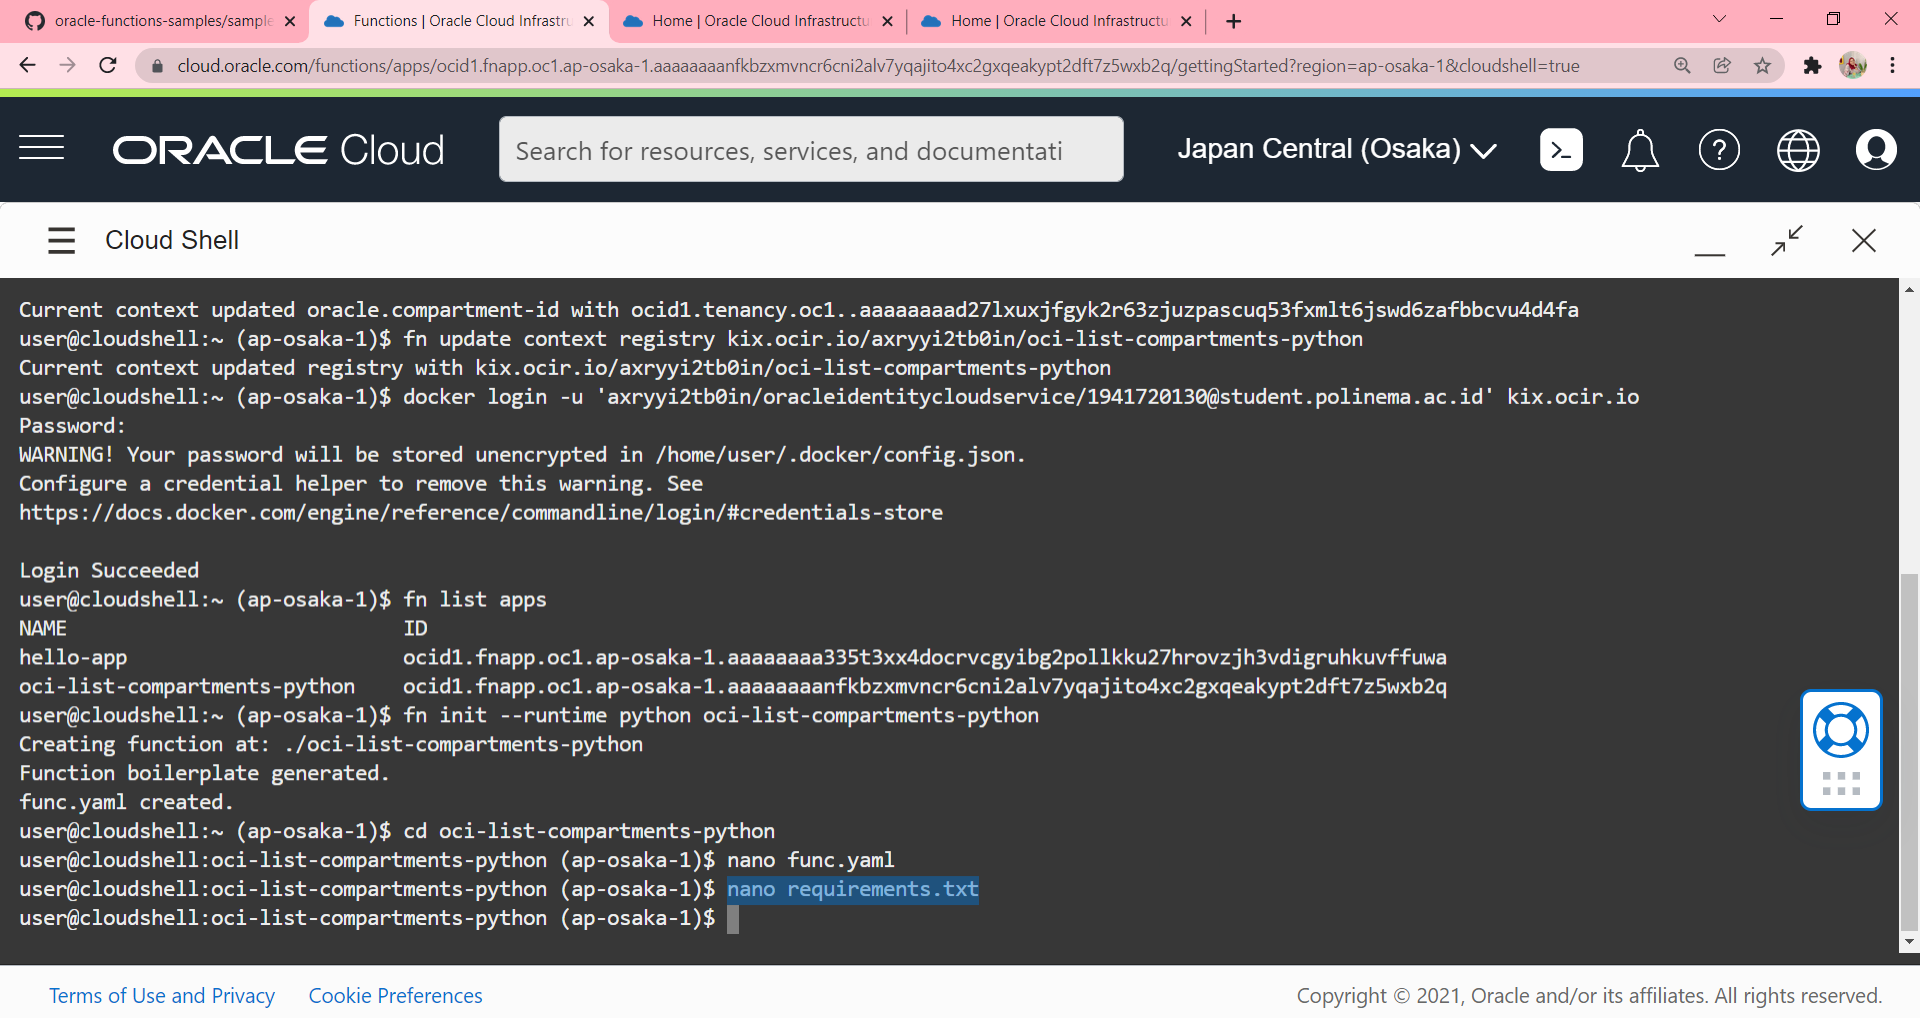 oracle-functions-samples/sample
Functions | Oracle Cloud Infrastru
Home | Oracle Cloud Infrastructu
Home | Oracle Cloud Infrastructu
cloud.oracle.com/functions/apps/ocid1.fnapp.oc1.ap-osaka-1.aaaaaaaanfkbzxmvncr6cni2alv7yqajito4xc2gxqeakypt2dft7z5wxb2q/gettingStarted?region=ap-osaka-1&cloudshell=true
ORACLE Cloud
Search for resources, services, and documentati
Japan Central (Osaka)
Cloud Shell
Current context updated oracle.compartment-id with ocid1.tenancy.oc1..aaaaaaaad27lxuxjfgyk2r63zjuzpascuq53fxmlt6jswd6zafbbcvu4d4fa
user@cloudshell:~ (ap-osaka-1)$ fn update context registry kix.ocir.io/axryyi2tb0in/oci-list-compartments-python
Current context updated registry with kix.ocir.io/axryyi2tb0in/oci-list-compartments-python
user@cloudshell:~ (ap-osaka-1)$ docker login -u 'axryyi2tb0in/oracleidentitycloudservice/1941720130@student.polinema.ac.id' kix.ocir.io
Password:
WARNING! Your password will be stored unencrypted in /home/user/.docker/config.json.
Configure a credential helper to remove this warning. See
https://docs.docker.com/engine/reference/commandline/login/#credentials-store
Login Succeeded
user@cloudshell:~ (ap-osaka-1)$ fn list apps
NAME ID
hello-app ocid1.fnapp.oc1.ap-osaka-1.aaaaaaaa335t3xx4docrvcgyibg2pollkku27hrovzjh3vdigruhkuvffuwa
oci-list-compartments-python ocid1.fnapp.oc1.ap-osaka-1.aaaaaaaanfkbzxmvncr6cni2alv7yqajito4xc2gxqeakypt2dft7z5wxb2q
user@cloudshell:~ (ap-osaka-1)$ fn init --runtime python oci-list-compartments-python
Creating function at: ./oci-list-compartments-python
Function boilerplate generated.
func.yaml created.
user@cloudshell:~ (ap-osaka-1)$ cd oci-list-compartments-python
user@cloudshell:oci-list-compartments-python (ap-osaka-1)$ nano func.yaml
user@cloudshell:oci-list-compartments-python (ap-osaka-1)$ nano requirements.txt
user@cloudshell:oci-list-compartments-python (ap-osaka-1)$
Terms of Use and Privacy Cookie Preferences
Copyright © 2021, Oracle and/or its affiliates. All rights reserved.